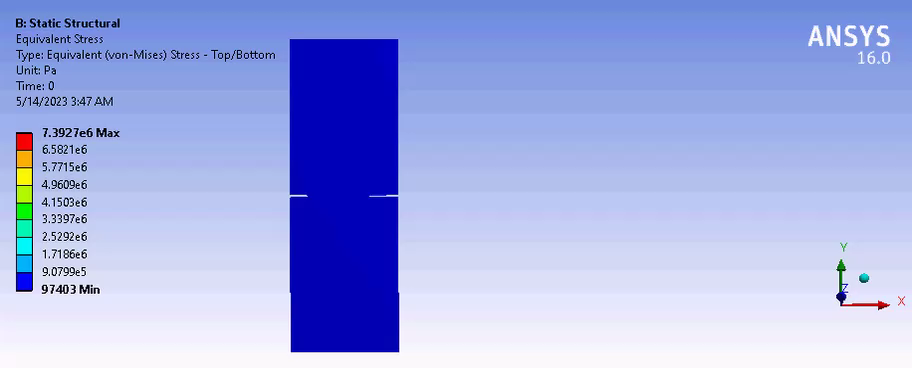 B: Static Structural
Equivalent Stress
Type: Equivalent (von-Mises) Stress - Top/Bottom
Unit: Pa
Time: 0
5/14/2023 3:47 AM
7.3927e6 Max
6.5821e6
5.7715e6
4.9609e6
4.1503e6
3.3397e6
2.5292e6
1.7186e6
9.0799e5
97403 Min
ANSYS
16.0
Y
Z
X